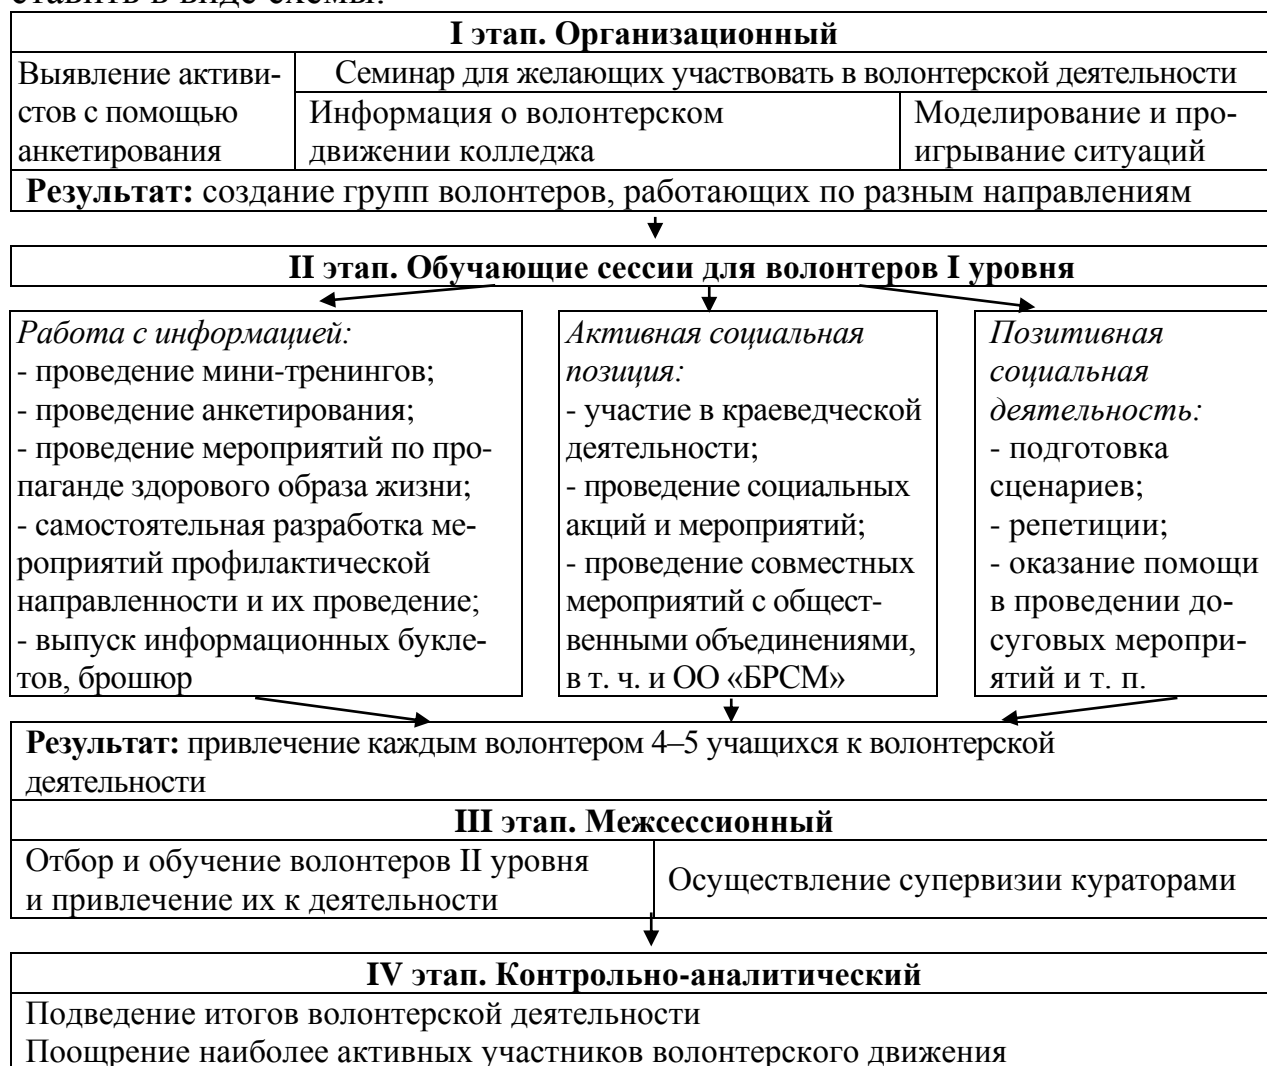 ставить в виде схемы.
I этап. Организационный
Выявление активи-
стов с помощью
анкетирования
Семинар для желающих участвовать в волонтерской деятельности
Информация о волонтерском
движении колледжа
Моделирование и про-
игрывание ситуаций
Результат: создание групп волонтеров, работающих по разным направлениям
II этап. Обучающие сессии для волонтеров I уровня
Работа с информацией:
- проведение мини-тренингов;
- проведение анкетирования;
- проведение мероприятий по про-
паганде здорового образа жизни;
- самостоятельная разработка ме-
роприятий профилактической
направленности и их проведение;
- выпуск информационных букле-
тов, брошюр
Активная социальная
позиция:
- участие в краеведческой
деятельности;
- проведение социальных
акций и мероприятий;
- проведение совместных
мероприятий с общест-
венными объединениями,
в т. ч. и ОО «БРСМ»
Позитивная
социальная
деятельность:
- подготовка
сценариев;
- репетиции;
- оказание помощи
в проведении до-
суговых меропри-
ятий и т. п.
Результат: привлечение каждым волонтером 4–5 учащихся к волонтерской
деятельности
III этап. Межсессионный
Отбор и обучение волонтеров II уровня
и привлечение их к деятельности
Осуществление супервизии кураторами
IV этап. Контрольно-аналитический
Подведение итогов волонтерской деятельности
Поощрение наиболее активных участников волонтерского движения